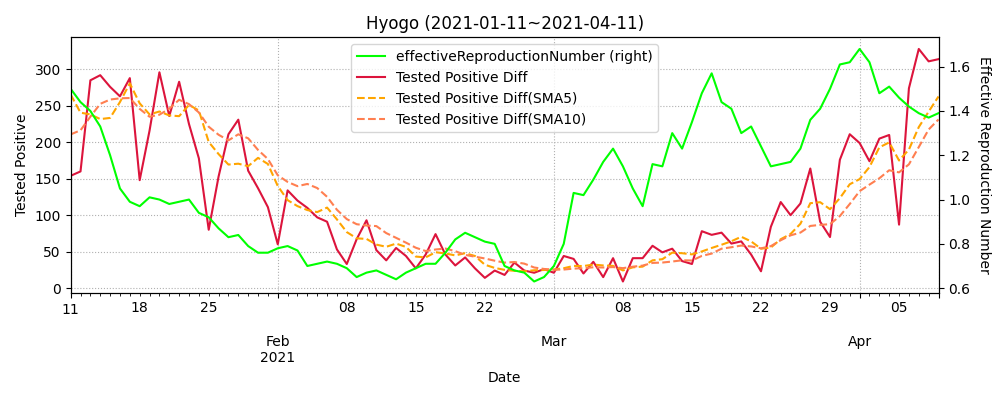 Hyogo (2021-01-11~2021-04-11)
effectiveReproductionNumber (right)
Tested Positive Diff
Tested Positive Diff(SMA5)
Tested Positive Diff(SMA10)
Tested Positive
300
250
200
150
100
50
0
1.6
1.4
1.2
1.0
0.8
0.6
Effective Reproduction Number
11 18 25 08 15 22 08 15 22 29 05
Feb Mar Apr
2021
Date